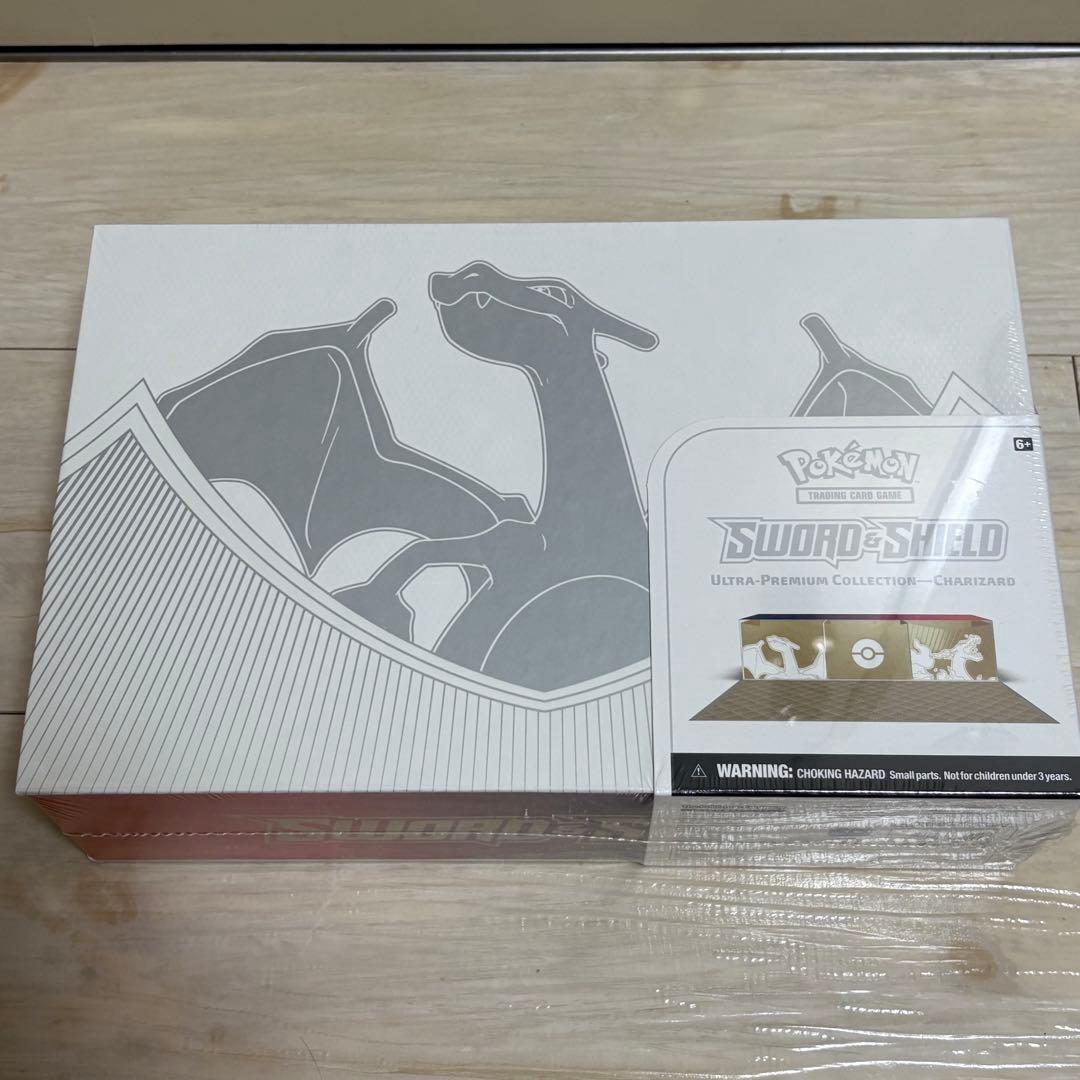 6+
Pokémon
TRADING CARD GAME
SWORD & SHIELD
ULTRA-PREMIUM COLLECTION—CHARIZARD
WARNING: CHOKING HAZARD Small parts. Not for children under 3 years.
SWORD & S